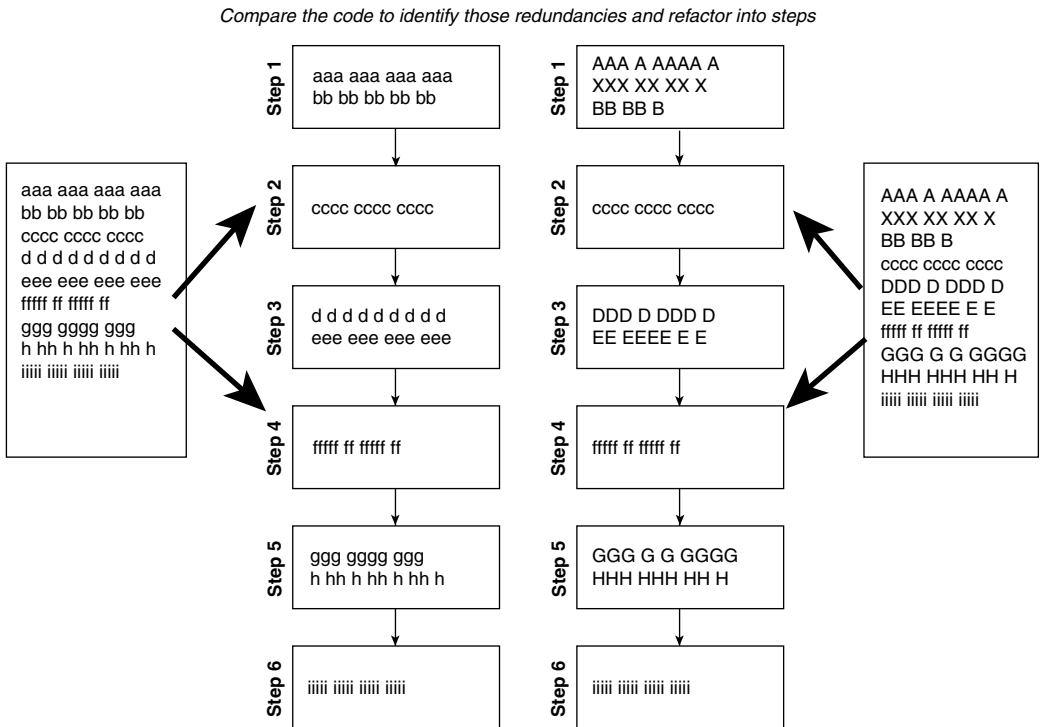 Compare the code to identify those redundancies and refactor into steps
aaa aaa aaa aaa
bb bb bb bb bb
cccc cccc cccc
d d d d d d d d d
eee eee eee eee
fffff ff fffff ff
ggg gggg ggg
h hh h hh h hh h
iiiii iiiii iiiii iiiii
Step 1
aaa aaa aaa aaa
bb bb bb bb bb
Step 2
cccc cccc cccc
Step 3
d d d d d d d d d
eee eee eee eee
Step 4
fffff ff fffff ff
Step 5
ggg gggg ggg
h hh h hh h hh h
Step 6
iiiii iiiii iiiii iiiii
Step 1
AAA A AAAA A
XXX XX XX X
BB BB B
Step 2
cccc cccc cccc
Step 3
DDD D DDD D
EE EEEE E E
Step 4
fffff ff fffff ff
Step 5
GGG G G GGGG
HHH HHH HH H
Step 6
iiiii iiiii iiiii iiiii
AAA A AAAA A
XXX XX XX X
BB BB B
cccc cccc cccc
DDD D DDD D
EE EEEE E E
fffff ff fffff ff
GGG G G GGGG
HHH HHH HH H
iiiii iiiii iiiii iiiii